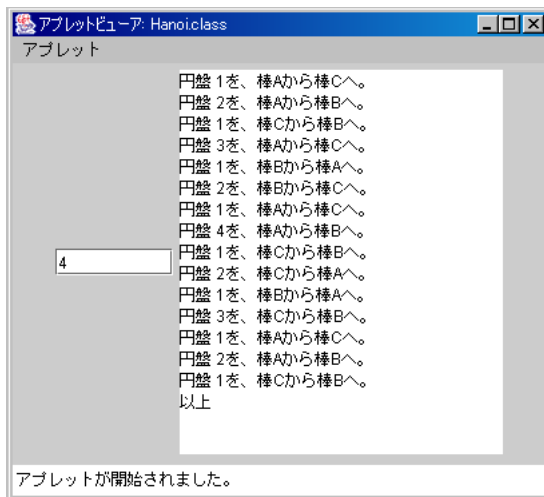 アプレットビューア: Hanoi.class
アプレット
円盤 1を、棒Aから棒Cへ。
円盤 2を、棒Aから棒Bへ。
円盤 1を、棒Cから棒Bへ。
円盤 3を、棒Aから棒Cへ。
円盤 1を、棒Bから棒Aへ。
円盤 2を、棒Bから棒Cへ。
円盤 1を、棒Aから棒Cへ。
円盤 4を、棒Aから棒Bへ。
円盤 1を、棒Cから棒Bへ。
4
円盤 2を、棒Cから棒Aへ。
円盤 1を、棒Bから棒Aへ。
円盤 3を、棒Cから棒Bへ。
円盤 1を、棒Aから棒Cへ。
円盤 2を、棒Aから棒Bへ。
円盤 1を、棒Cから棒Bへ。
以上
アプレットが開始されました。